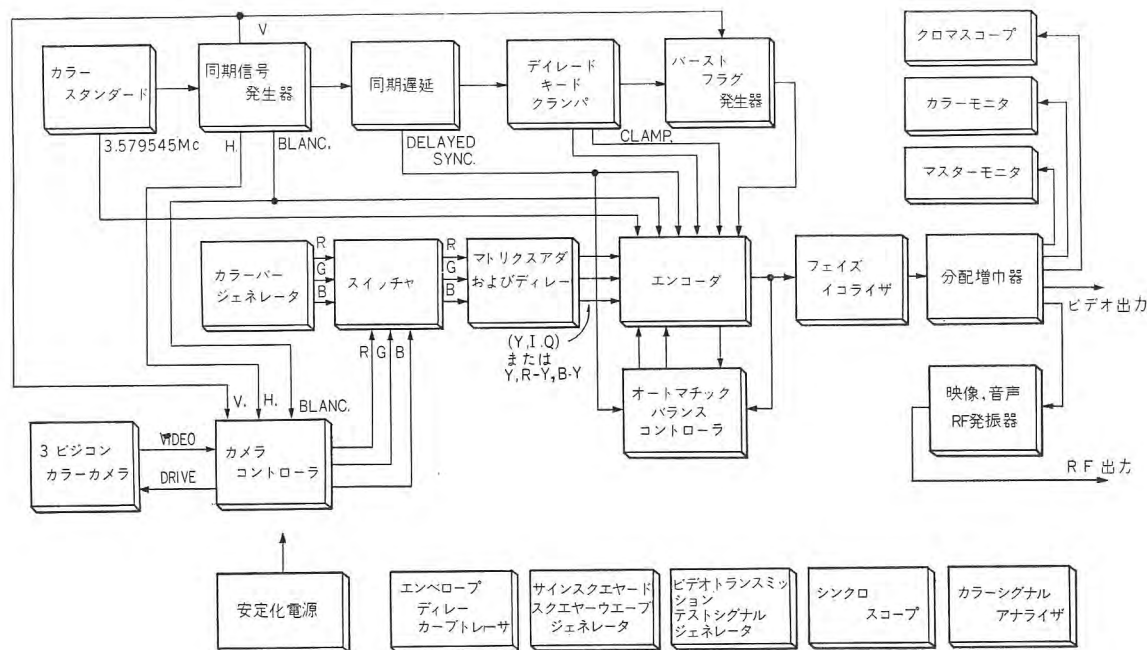 V
カラー
スタンダード
同期信号
発生器
同期遅延
デイレード
キード
クランパ
バースト
フラグ
発生器
クロマスコープ
カラーモニタ
マスターモニタ
3.579545Mc
H.
BLANC.
DELAYED
SYNC.
CLAMP.
カラーバー
ジェネレータ
R
G
B
スイッチャ
R
G
B
マトリクスアダ
およびディレー
エンコーダ
フェイズ
イコライザ
分配増巾器
ビデオ出力
(Y,I.Q)
または
Y,R-Y,B-Y
R
G
B
オートマチック
バランス
コントローラ
映像,音声
RF発振器
RF出力
V.
H.
BLANC.
3ビジコン
カラーカメラ
VIDEO
DRIVE
カメラ
コントローラ
安定化電源
エンベロープ
ディレー
カーブトレーサ
サインスクエヤード
スクエヤーウエーブ
ジェネレータ
ビデオトランスミッ
ション
テストシグナル
ジェネレータ
シンクロ
スコープ
カラーシグナル
アナライザ